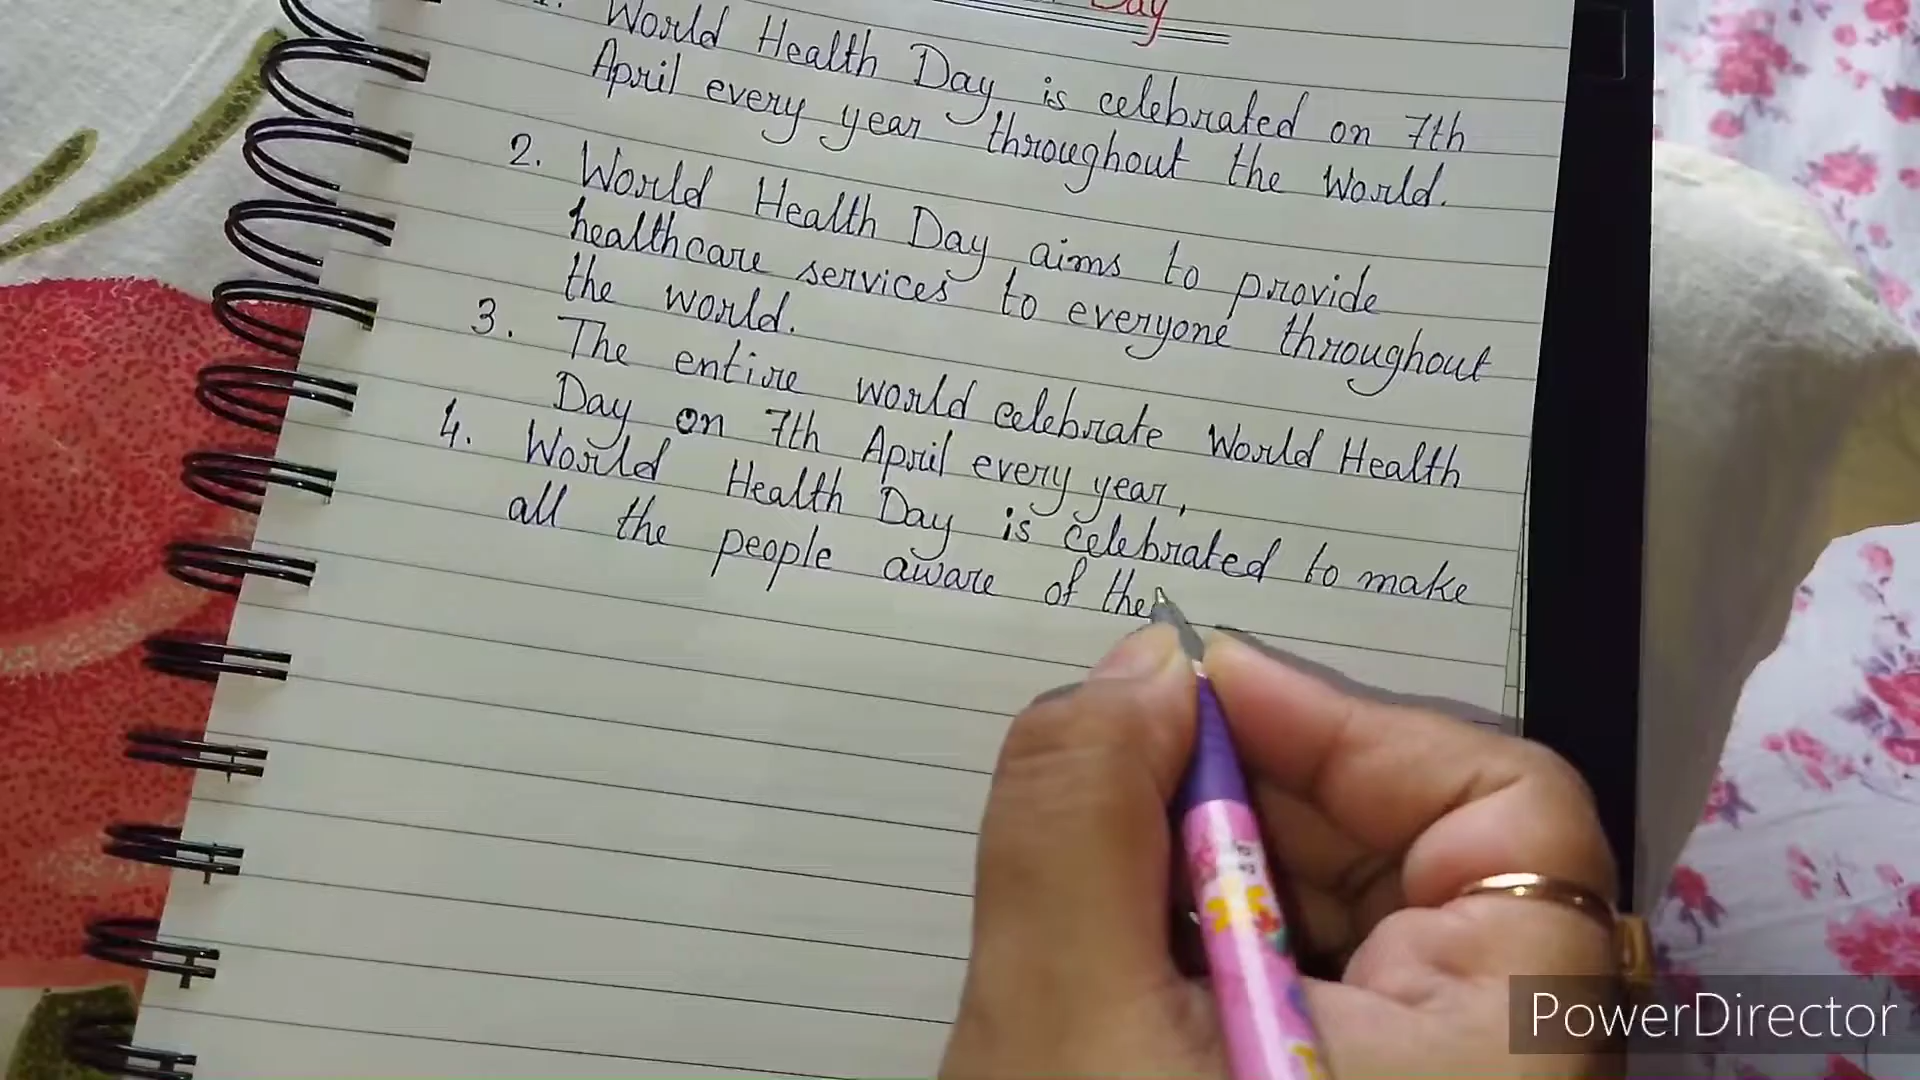 Day
1. World Health Day is celebrated on 7th
April every year throughout the World.
2. World Health Day aims to provide
healthcare services to everyone throughout
the world.
3. The entire world celebrate World Health
Day on 7th April every year,
4. World Health Day is celebrated to make
all the people aware of the
PowerDirector